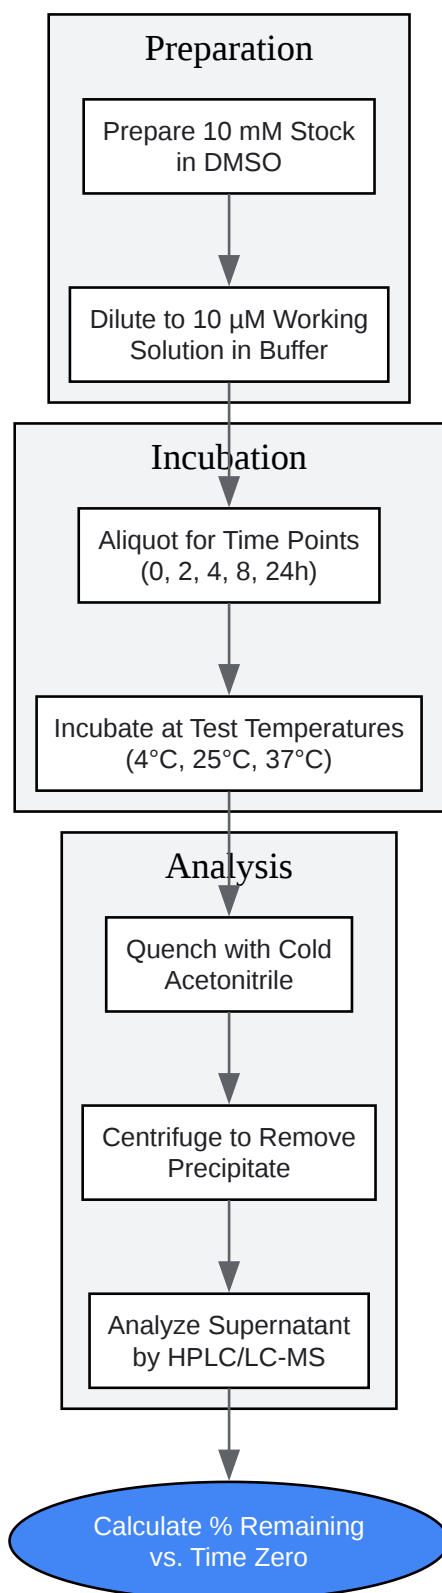 Preparation
Prepare 10 mM Stock
in DMSO
Dilute to 10 µM Working
Solution in Buffer
Incubation
Aliquot for Time Points
(0, 2, 4, 8, 24h)
Incubate at Test Temperatures
(4°C, 25°C, 37°C)
Analysis
Quench with Cold
Acetonitrile
Centrifuge to Remove
Precipitate
Analyze Supernatant
by HPLC/LC-MS
Calculate % Remaining
vs. Time Zero